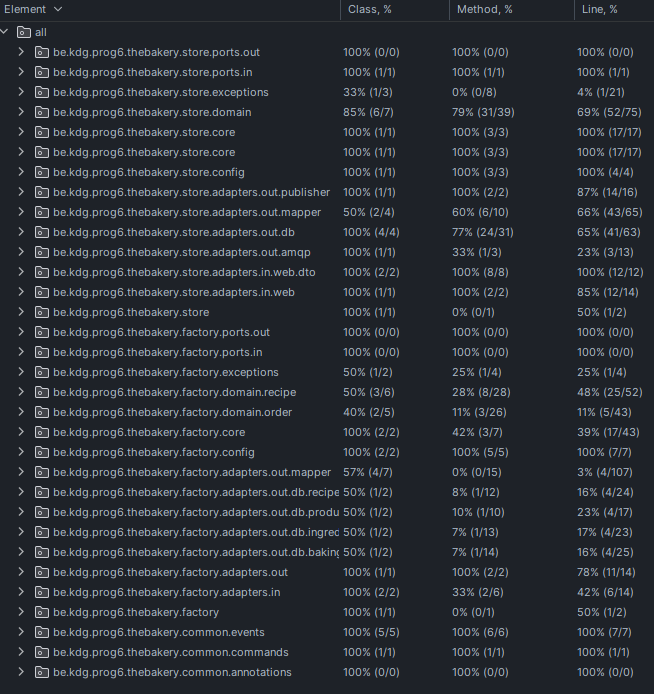 Element Class, % Method, % Line, %
all
be.kdg.prog6.thebakery.store.ports.out 100% (0/0) 100% (0/0) 100% (0/0)
be.kdg.prog6.thebakery.store.ports.in 100% (1/1) 100% (1/1) 100% (1/1)
be.kdg.prog6.thebakery.store.exceptions 33% (1/3) 0% (0/8) 4% (1/21)
be.kdg.prog6.thebakery.store.domain 85% (6/7) 79% (31/39) 69% (52/75)
be.kdg.prog6.thebakery.store.core 100% (1/1) 100% (3/3) 100% (17/17)
be.kdg.prog6.thebakery.store.core 100% (1/1) 100% (3/3) 100% (17/17)
be.kdg.prog6.thebakery.store.config 100% (1/1) 100% (3/3) 100% (4/4)
be.kdg.prog6.thebakery.store.adapters.out.publisher 100% (1/1) 100% (2/2) 87% (14/16)
be.kdg.prog6.thebakery.store.adapters.out.mapper 50% (2/4) 60% (6/10) 66% (43/65)
be.kdg.prog6.thebakery.store.adapters.out.db 100% (4/4) 77% (24/31) 65% (41/63)
be.kdg.prog6.thebakery.store.adapters.out.amqp 100% (1/1) 33% (1/3) 23% (3/13)
be.kdg.prog6.thebakery.store.adapters.in.web.dto 100% (2/2) 100% (8/8) 100% (12/12)
be.kdg.prog6.thebakery.store.adapters.in.web 100% (1/1) 100% (2/2) 85% (12/14)
be.kdg.prog6.thebakery.store 100% (1/1) 0% (0/1) 50% (1/2)
be.kdg.prog6.thebakery.factory.ports.out 100% (0/0) 100% (0/0) 100% (0/0)
be.kdg.prog6.thebakery.factory.ports.in 100% (0/0) 100% (0/0) 100% (0/0)
be.kdg.prog6.thebakery.factory.exceptions 50% (1/2) 25% (1/4) 25% (1/4)
be.kdg.prog6.thebakery.factory.domain.recipe 50% (3/6) 28% (8/28) 48% (25/52)
be.kdg.prog6.thebakery.factory.domain.order 40% (2/5) 11% (3/26) 11% (5/43)
be.kdg.prog6.thebakery.factory.core 100% (2/2) 42% (3/7) 39% (17/43)
be.kdg.prog6.thebakery.factory.config 100% (2/2) 100% (5/5) 100% (7/7)
be.kdg.prog6.thebakery.factory.adapters.out.mapper 57% (4/7) 0% (0/15) 3% (4/107)
be.kdg.prog6.thebakery.factory.adapters.out.db.recipe 50% (1/2) 8% (1/12) 16% (4/24)
be.kdg.prog6.thebakery.factory.adapters.out.db.produ 50% (1/2) 10% (1/10) 23% (4/17)
be.kdg.prog6.thebakery.factory.adapters.out.db.ingred 50% (1/2) 7% (1/13) 17% (4/23)
be.kdg.prog6.thebakery.factory.adapters.out.db.baking 50% (1/2) 7% (1/14) 16% (4/25)
be.kdg.prog6.thebakery.factory.adapters.out 100% (1/1) 100% (2/2) 78% (11/14)
be.kdg.prog6.thebakery.factory.adapters.in 100% (2/2) 33% (2/6) 42% (6/14)
be.kdg.prog6.thebakery.factory 100% (1/1) 0% (0/1) 50% (1/2)
be.kdg.prog6.thebakery.common.events 100% (5/5) 100% (6/6) 100% (7/7)
be.kdg.prog6.thebakery.common.commands 100% (1/1) 100% (1/1) 100% (1/1)
be.kdg.prog6.thebakery.common.annotations 100% (0/0) 100% (0/0) 100% (0/0)